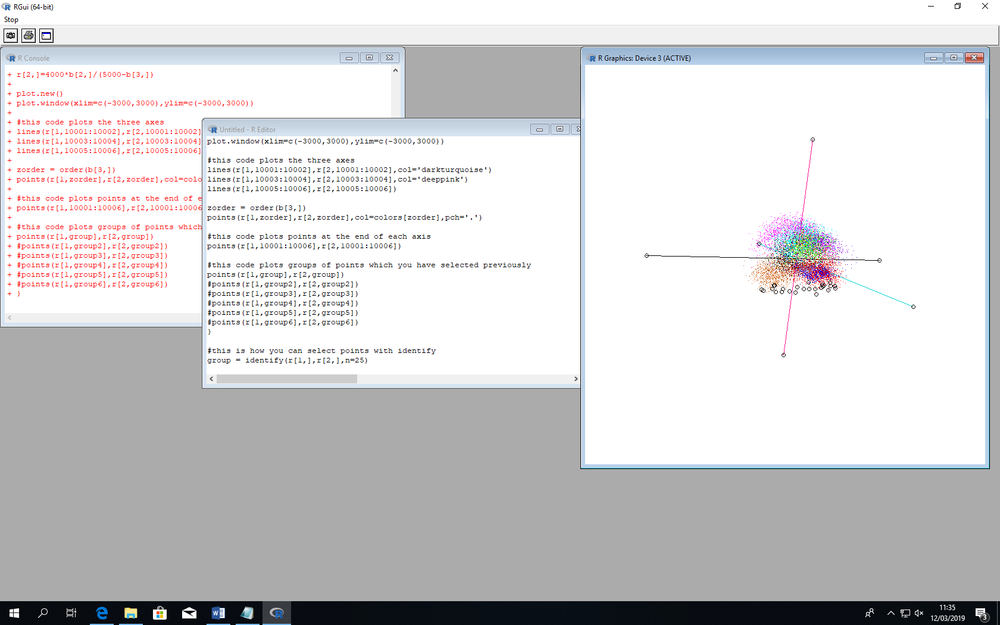 RGui (64-bit)
Stop
R Console
+ r[2,]=4000*b[2,]/(5000-b[3,])
+
+ plot.new()
+ plot.window(xlim=c(-3000,3000),ylim=c(-3000,3000))
+
+ #this code plots the three axes
+ lines(r[1,10001:10002],r[2,10001:10002]
+ lines(r[1,10003:10004],r[2,10003:10004]
+ lines(r[1,10005:10006],r[2,10005:10006]
+
+ zorder = order(b[3,])
+ points(r[1,zorder],r[2,zorder],col=colo
+
+ #this code plots points at the end of e
+ points(r[1,10001:10006],r[2,10001:10006
+
+ #this code plots groups of points which
+ points(r[1,group],r[2,group])
+ #points(r[1,group2],r[2,group2])
+ #points(r[1,group3],r[2,group3])
+ #points(r[1,group4],r[2,group4])
+ #points(r[1,group5],r[2,group5])
+ #points(r[1,group6],r[2,group6])
+ }
Untitled - R Editor
plot.window(xlim=c(-3000,3000),ylim=c(-3000,3000))
#this code plots the three axes
lines(r[1,10001:10002],r[2,10001:10002],col='darkturquoise')
lines(r[1,10003:10004],r[2,10003:10004],col='deeppink')
lines(r[1,10005:10006],r[2,10005:10006])
zorder = order(b[3,])
points(r[1,zorder],r[2,zorder],col=colors[zorder],pch='.')
#this code plots points at the end of each axis
points(r[1,10001:10006],r[2,10001:10006])
#this code plots groups of points which you have selected previously
points(r[1,group],r[2,group])
#points(r[1,group2],r[2,group2])
#points(r[1,group3],r[2,group3])
#points(r[1,group4],r[2,group4])
#points(r[1,group5],r[2,group5])
#points(r[1,group6],r[2,group6])
}
#this is how you can select points with identify
group = identify(r[1,],r[2,],n=25)
R Graphics: Device 3 (ACTIVE)
11:35
12/03/2019
3